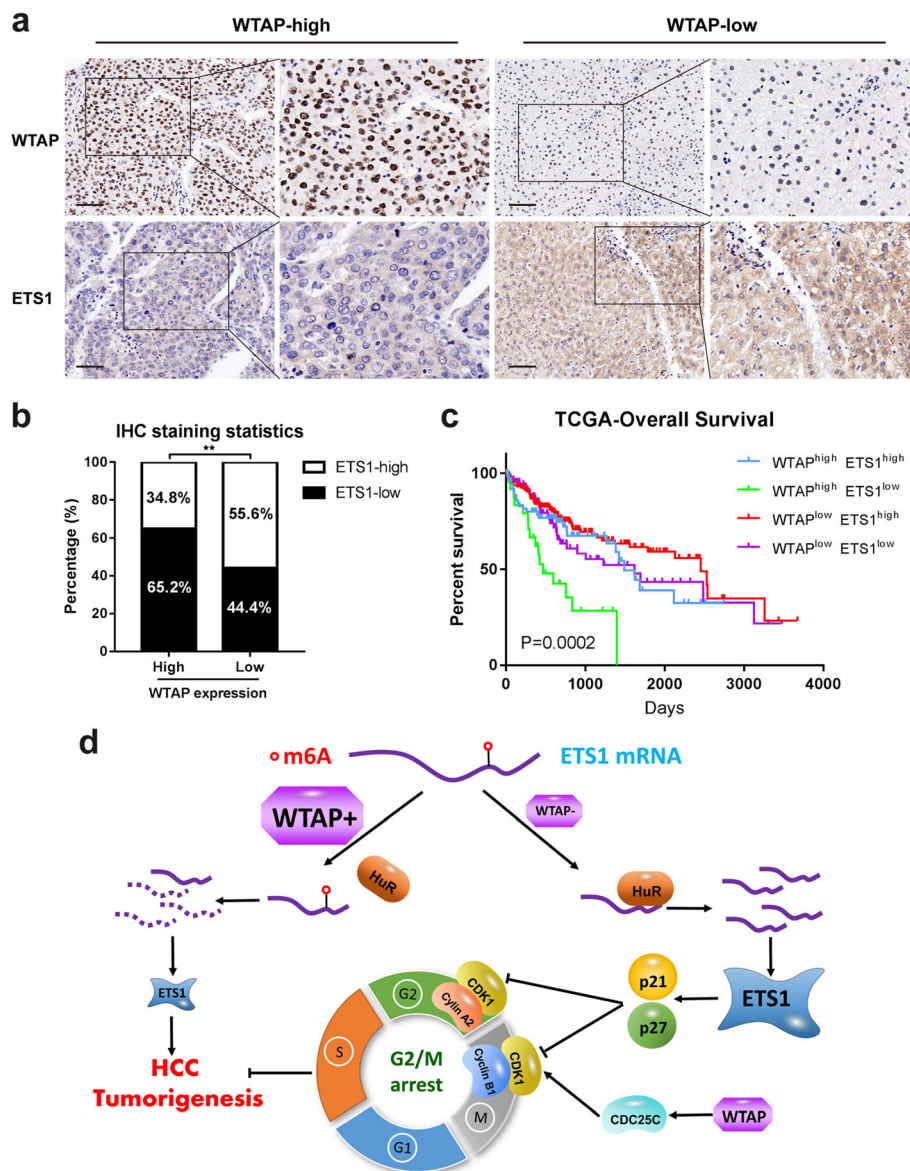 a
WTAP-high
WTAP-low
WTAP
ETS1
b
IHC staining statistics
**
Percentage (%)
100
80
60
40
20
0
34.8%
65.2%
55.6%
44.4%
High
Low
WTAP expression
ETS1-high
ETS1-low
c
TCGA-Overall Survival
Percent survival
100
50
0
P=0.0002
0
1000
2000
3000
4000
Days
WTAPhigh ETS1high
WTAPhigh ETS1low
WTAPlow ETS1high
WTAPlow ETS1low
d
m6A
ETS1 mRNA
WTAP+
WTAP-
HuR
HuR
ETS1
HCC
Tumorigenesis
G2
CDK1
Cylin A2
S
G2/M
arrest
Cyclin B1
CDK1
M
G1
p21
p27
ETS1
CDC25C
WTAP